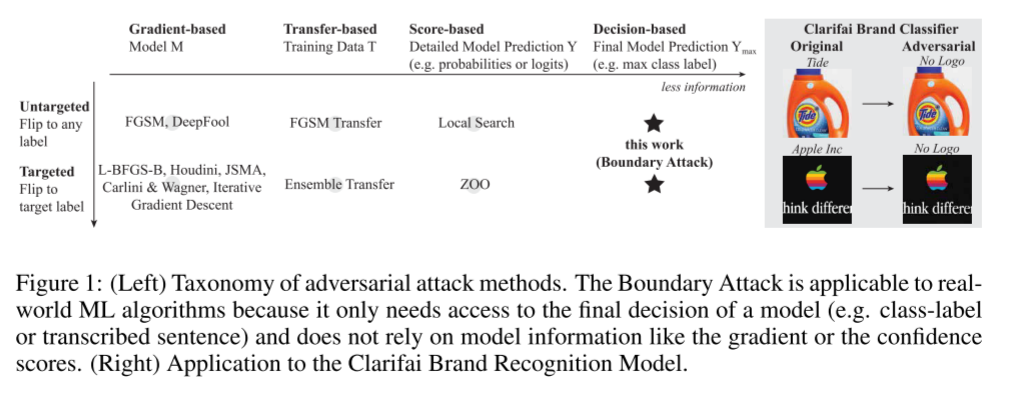 Gradient-based
Model M
Transfer-based
Training Data T
Score-based
Detailed Model Prediction Y
(e.g. probabilities or logits)
Decision-based
Final Model Prediction Ymax
(e.g. max class label)
less information
Untargeted
Flip to any
label
FGSM, DeepFool
FGSM Transfer
Local Search
this work
(Boundary Attack)
Targeted
Flip to
target label
L-BFGS-B, Houdini, JSMA,
Carlini & Wagner, Iterative
Gradient Descent
Ensemble Transfer
ZOO
Clarifai Brand Classifier
Original
Adversarial
Tide
No Logo
Tide
Tide
Apple Inc
No Logo
hink differen
hink differen
Figure 1: (Left) Taxonomy of adversarial attack methods. The Boundary Attack is applicable to real-
world ML algorithms because it only needs access to the final decision of a model (e.g. class-label
or transcribed sentence) and does not rely on model information like the gradient or the confidence
scores. (Right) Application to the Clarifai Brand Recognition Model.